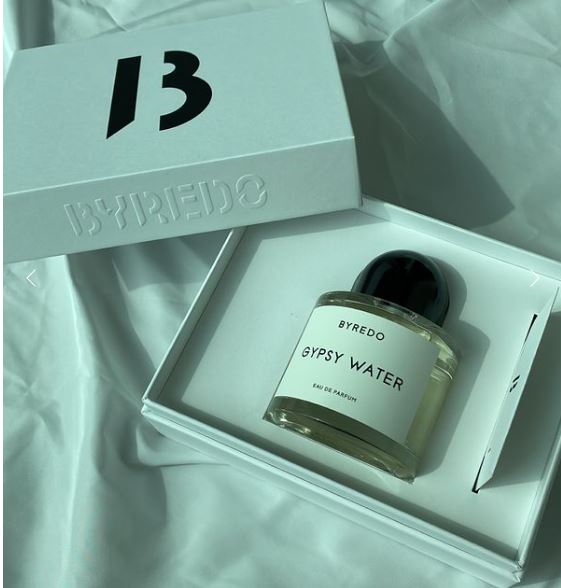 B
BYREDO
BYREDO
GYPSY WATER
EAU DE PARFUM